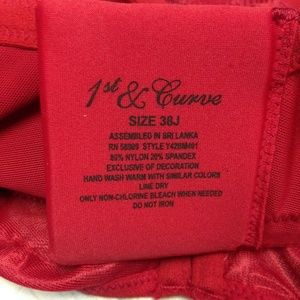 1st & Curve
SIZE 38J
ASSEMBLED IN SRI LANKA
RN STYLE
80% NYLON 20% SPANDEX
EXCLUSIVE OF DECORATION
HAND WASH WARM WITH SIMILAR COLORS
LINE DRY
ONLY NON-CHLORINE BLEACH WHEN NEEDED
DO NOT IRON